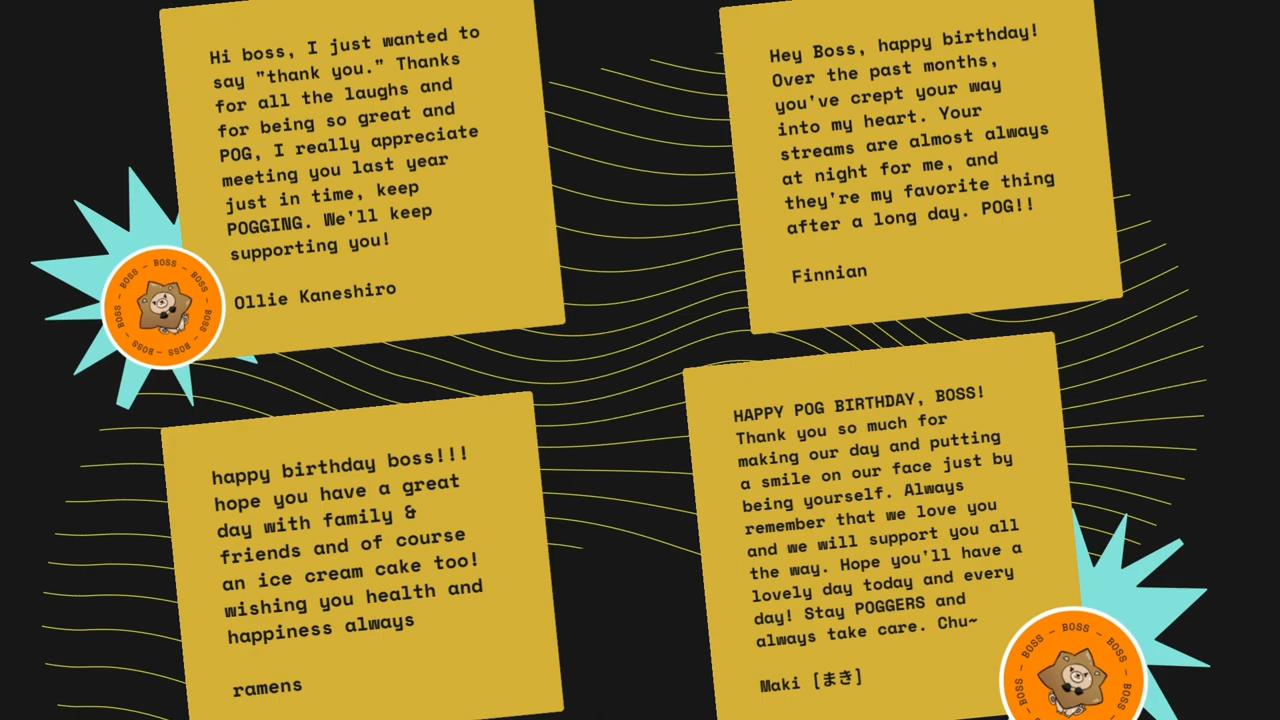 Hi boss, I just wanted to
say "thank you." Thanks
for all the laughs and
for being so great and
POG, I really appreciate
meeting you last year
just in time, keep
POGGING. We'll keep
supporting you!
Ollie Kaneshiro
BOSS – BOSS – BOSS – BOSS – BOSS – BOSS – BOSS – BOSS –
Hey Boss, happy birthday!
Over the past months,
you've crept your way
into my heart. Your
streams are almost always
at night for me, and
they're my favorite thing
after a long day. POG!!
Finnian
happy birthday boss!!!
hope you have a great
day with family &
friends and of course
an ice cream cake too!
wishing you health and
happiness always
ramens
HAPPY POG BIRTHDAY, BOSS!
Thank you so much for
making our day and putting
a smile on our face just by
being yourself. Always
remember that we love you
and we will support you all
the way. Hope you'll have a
lovely day today and every
day! Stay POGGERS and
always take care. Chu~
Maki [まき]
BOSS – BOSS – BOSS – BOSS – BOSS